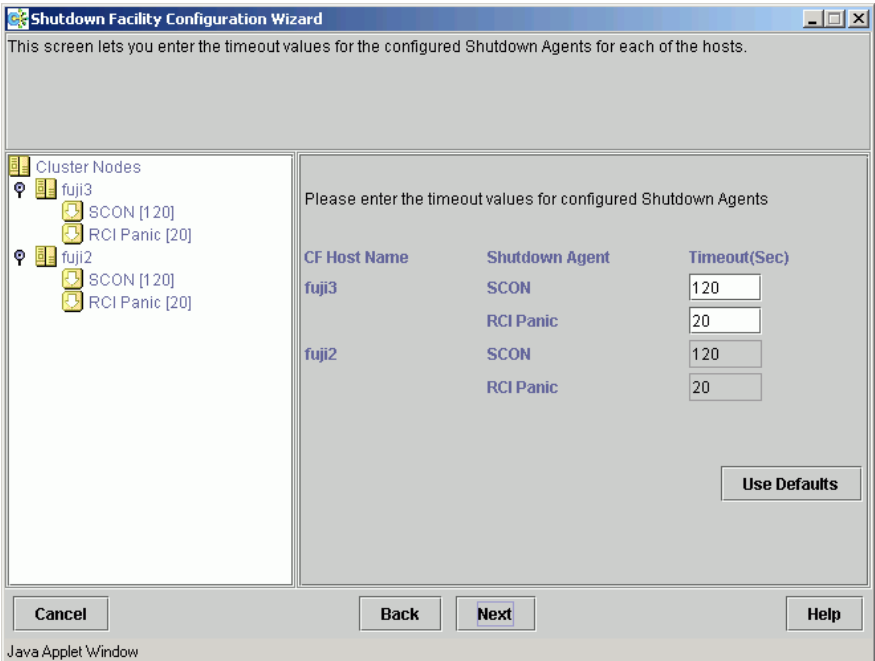 Shutdown Facility Configuration Wizard
This screen lets you enter the timeout values for the configured Shutdown Agents for each of the hosts.
Cluster Nodes
fuji3
SCON [120]
RCI Panic [20]
fuji2
SCON [120]
RCI Panic [20]
Please enter the timeout values for configured Shutdown Agents
CF Host Name Shutdown Agent Timeout(Sec)
fuji3 SCON 120
RCI Panic 20
fuji2 SCON 120
RCI Panic 20
Use Defaults
Cancel Back Next Help
Java Applet Window